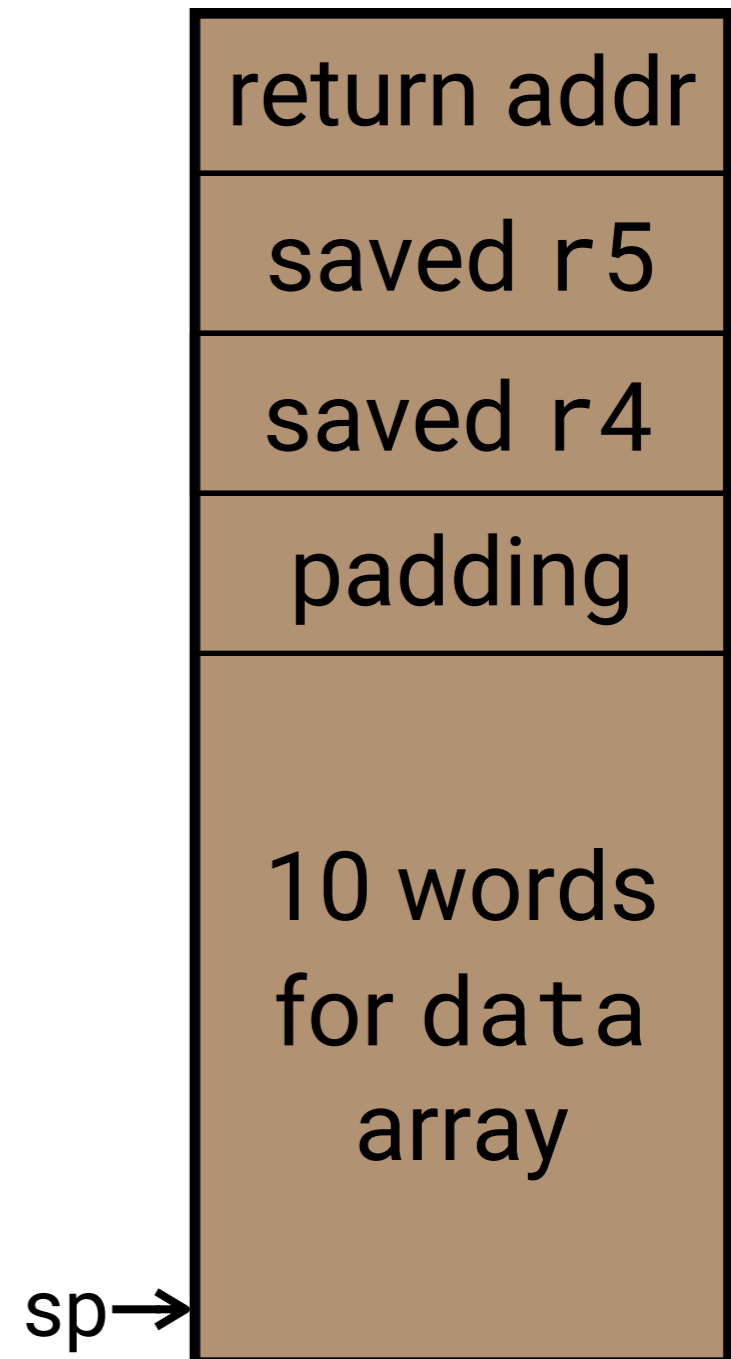 return addr
saved r5
saved r4
padding
10 words
for data
array
sp